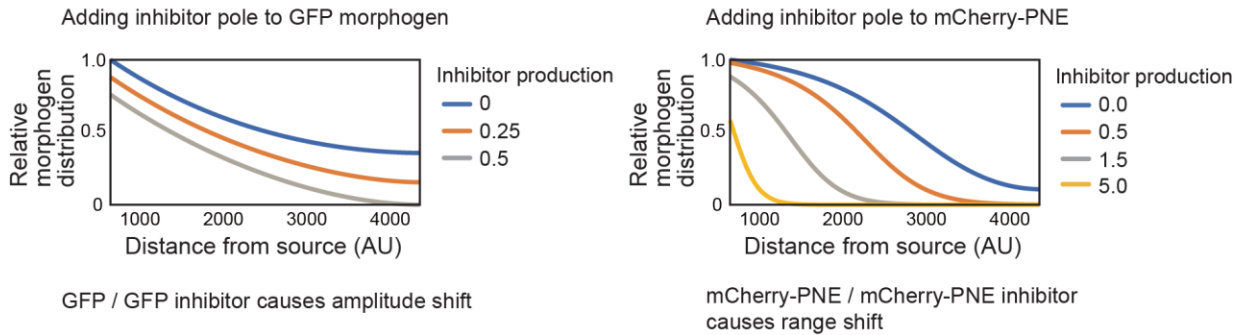 Adding inhibitor pole to GFP morphogen
Relative
morphogen
distribution
1.0
0.5
0
1000 2000 3000 4000
Distance from source (AU)
Inhibitor production
0
0.25
0.5
GFP / GFP inhibitor causes amplitude shift
Adding inhibitor pole to mCherry-PNE
Relative
morphogen
distribution
1.0
0.5
0
1000 2000 3000 4000
Distance from source (AU)
Inhibitor production
0.0
0.5
1.5
5.0
mCherry-PNE / mCherry-PNE inhibitor
causes range shift